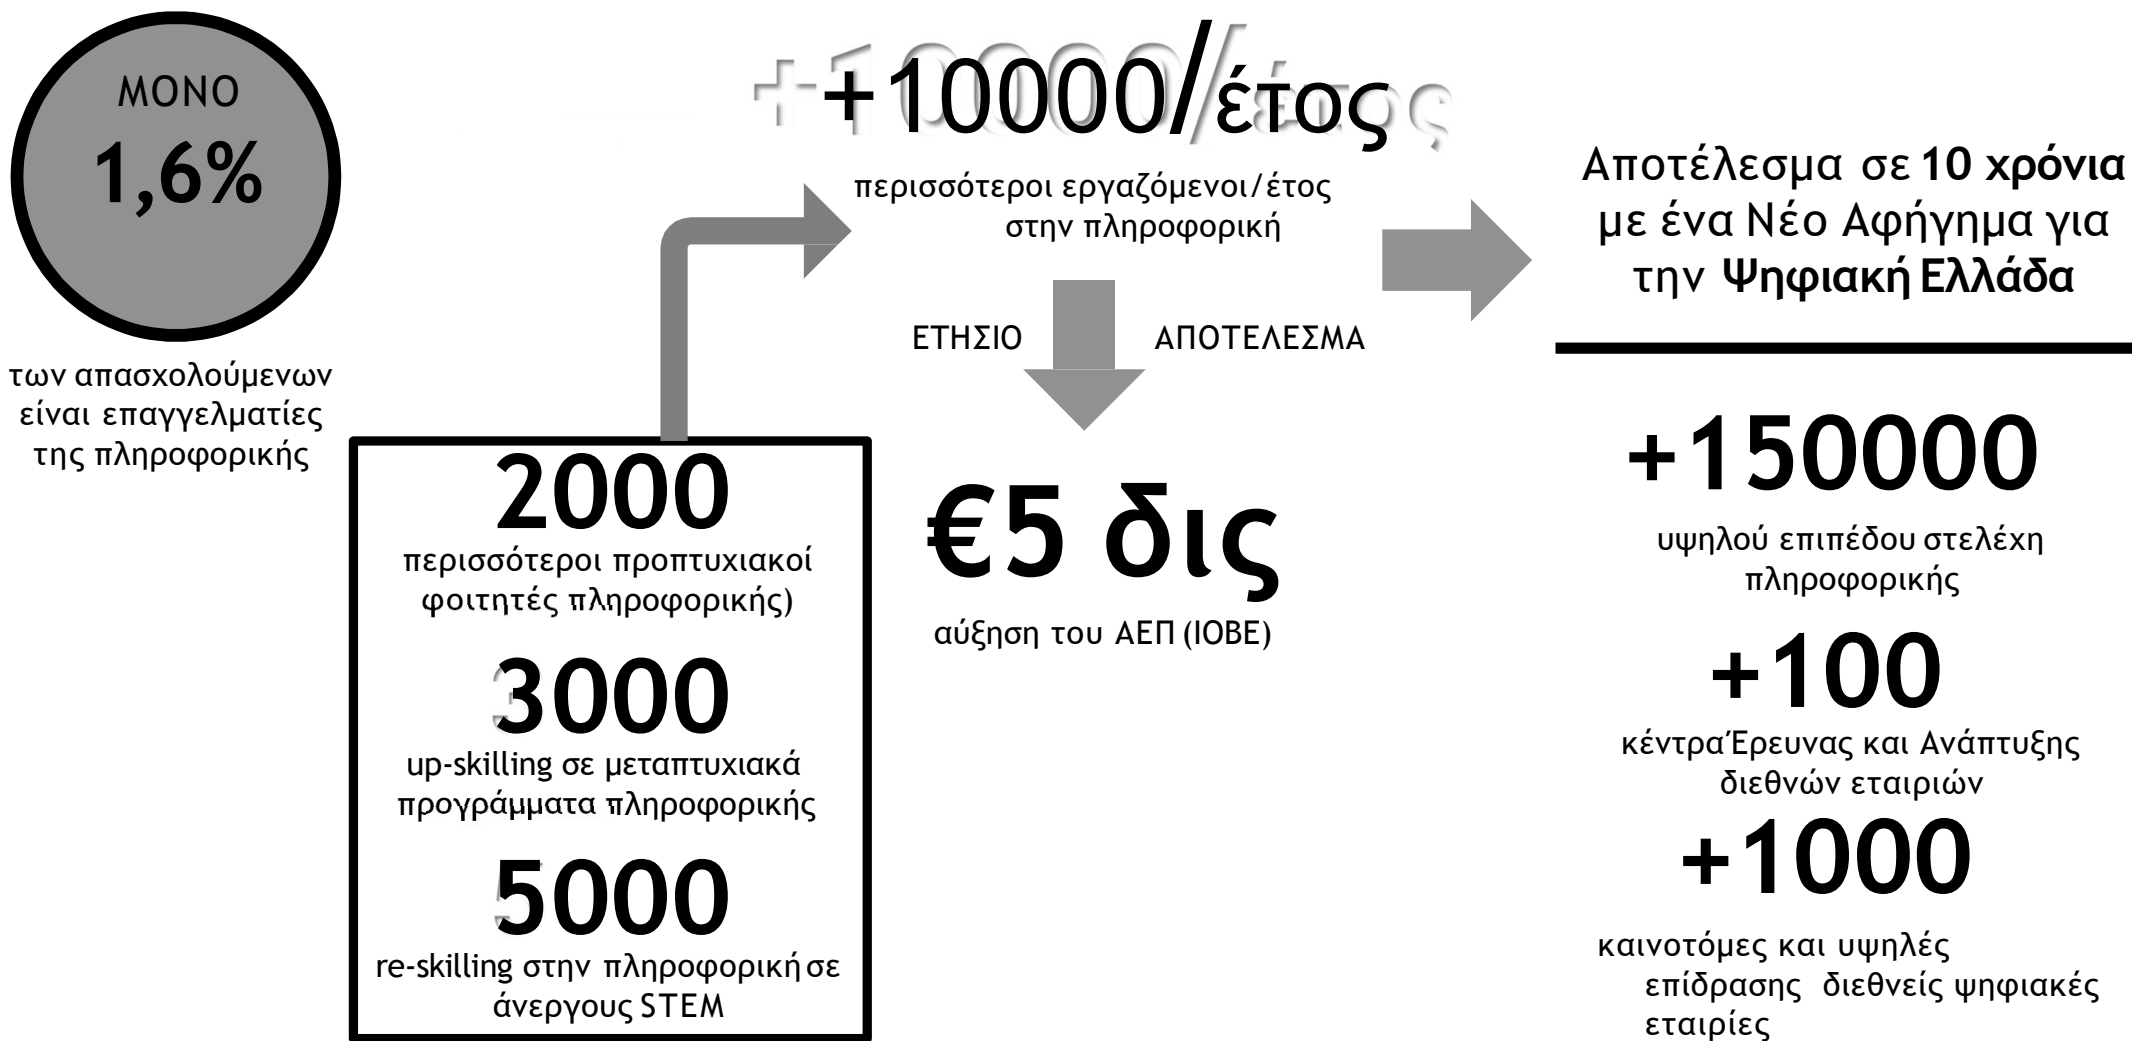 ΜΟΝΟ
1,6%
των απασχολούμενων
είναι επαγγελματίες
της πληροφορικής
2000
περισσότεροι προπτυχιακοί
φοιτητές πληροφορικής)
3000
up-skilling σε μεταπτυχιακά
προγράμματα πληροφορικής
5000
re-skilling στην πληροφορική σε
άνεργους STEM
+10000/έτος
περισσότεροι εργαζόμενοι/έτος
στην πληροφορική
ΕΤΗΣΙΟ ΑΠΟΤΕΛΕΣΜΑ
€5 δις
αύξηση του ΑΕΠ (ΙΟΒΕ)
Αποτέλεσμα σε 10 χρόνια
με ένα Νέο Αφήγημα για
την Ψηφιακή Ελλάδα
+150000
υψηλού επιπέδου στελέχη
πληροφορικής
+100
κέντρα Έρευνας και Ανάπτυξης
διεθνών εταιριών
+1000
καινοτόμες και υψηλές
επίδρασης διεθνείς ψηφιακές
εταιρίες